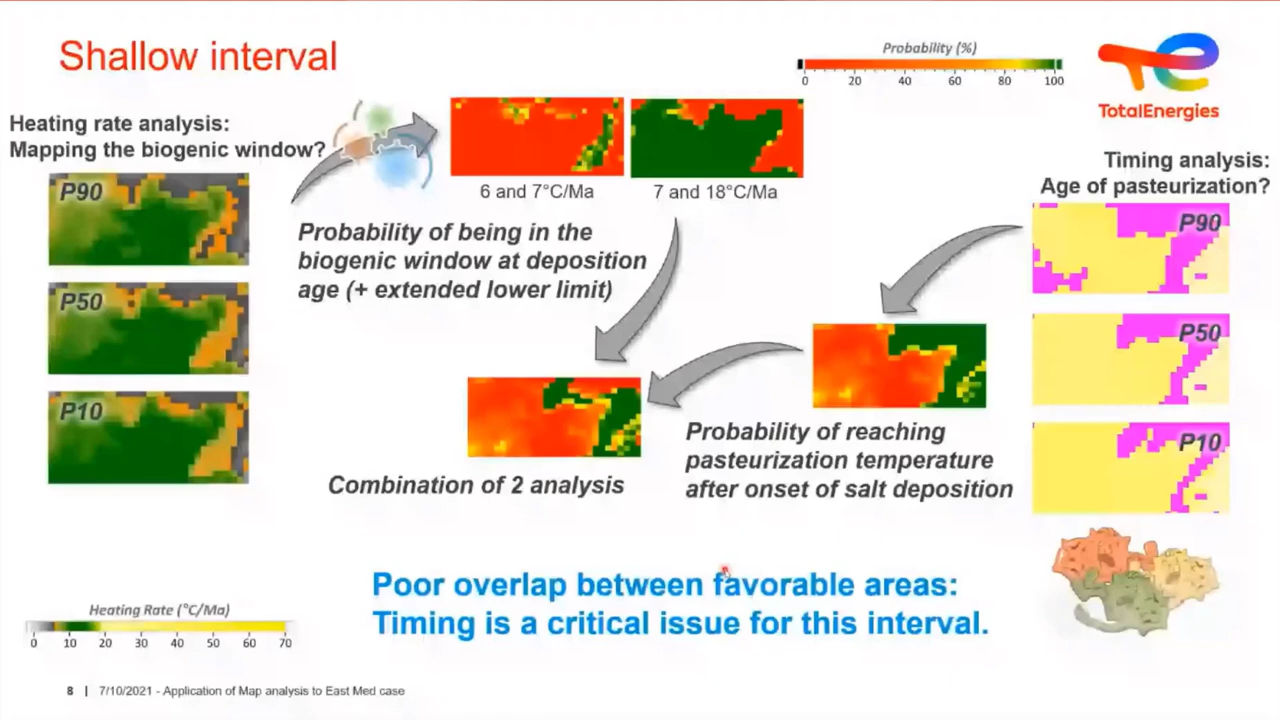 Shallow interval
Probability (%)
0 20 40 60 80 100
TotalEnergies
Heating rate analysis:
Mapping the biogenic window?
P90
P50
P10
6 and 7°C/Ma
7 and 18°C/Ma
Probability of being in the
biogenic window at deposition
age (+ extended lower limit)
Timing analysis:
Age of pasteurization?
P90
P50
P10
Probability of reaching
pasteurization temperature
after onset of salt deposition
Combination of 2 analysis
Poor overlap between favorable areas:
Timing is a critical issue for this interval.
Heating Rate (°C/Ma)
0 10 20 30 40 50 60 70
8 | 7/10/2021 - Application of Map analysis to East Med case